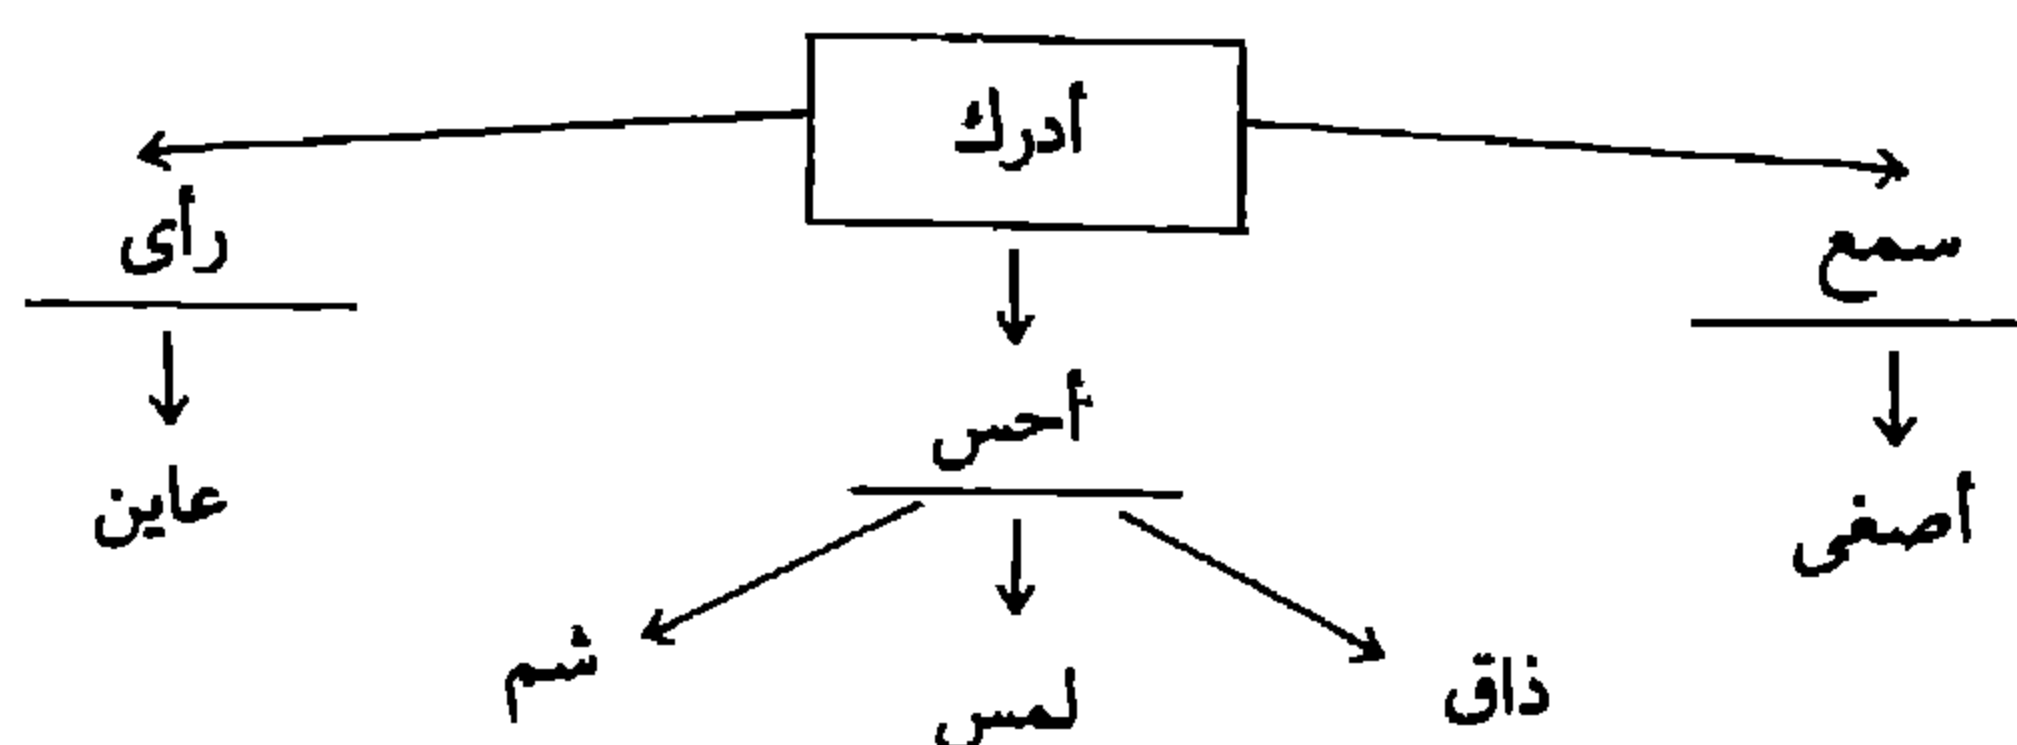 أدرك
سمع
رأى
أحس
أصغى
عاين
ذاق
لمس
شم